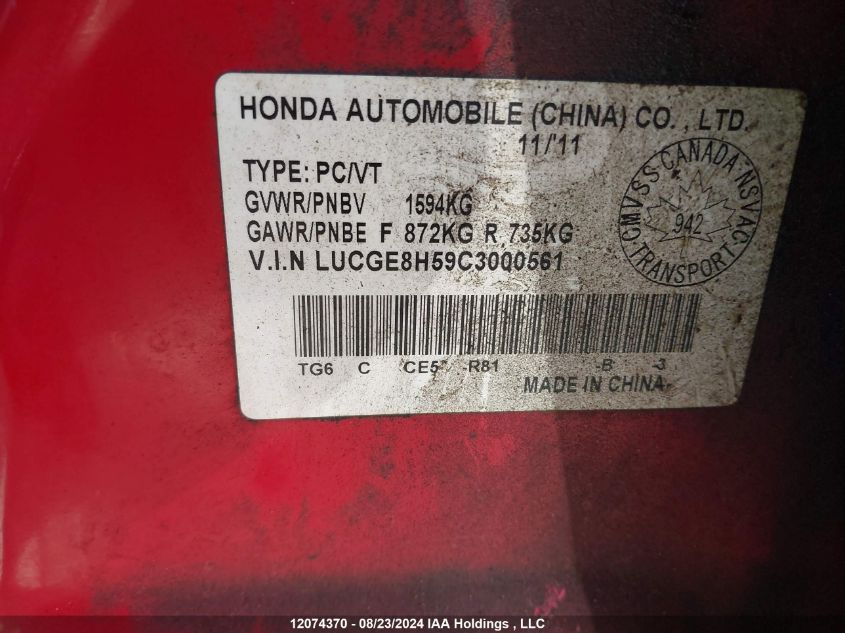 HONDA AUTOMOBILE (CHINA) CO., LTD.
11/'11
TYPE: PC/VT
GVWR/PNBV 1594KG
GAWR/PNBE F 872KG R 735KG
V.I.N LUCGE8H59C3000561
CMVSS CANADA NSVAC
942
TRANSPORT
TG6 C CE5 R81 -B -3
MADE IN CHINA
12074370 - 08/23/2024 IAA Holdings , LLC